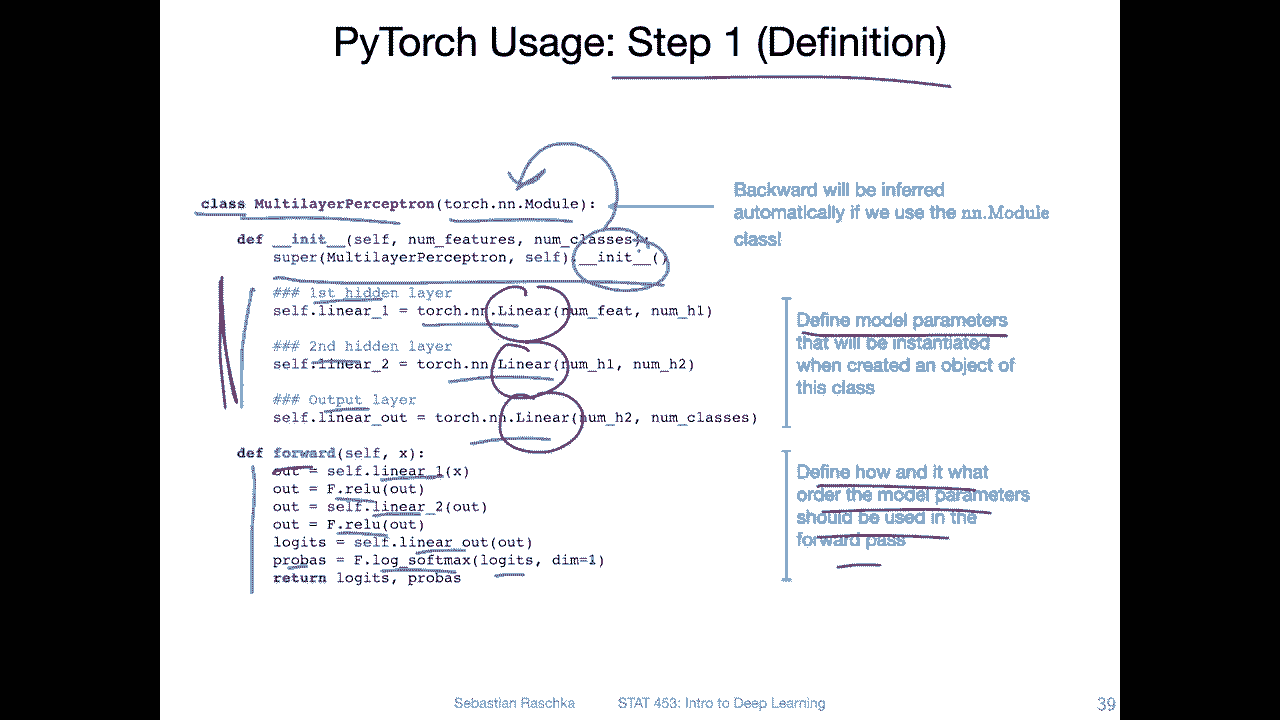 PyTorch Usage: Step 1 (Definition)
class MultilayerPerceptron(torch.nn.Module):
Backward will be inferred
automatically if we use the nn.Module
class!
def __init__(self, num_features, num_classes):
super(MultilayerPerceptron, self).__init__()
### 1st hidden layer
self.linear_1 = torch.nn.Linear(num_feat, num_h1)
### 2nd hidden layer
self.linear_2 = torch.nn.Linear(num_h1, num_h2)
### Output layer
self.linear_out = torch.nn.Linear(num_h2, num_classes)
Define model parameters
that will be instantiated
when created an object of
this class
def forward(self, x):
out = self.linear_1(x)
out = F.relu(out)
out = self.linear_2(out)
out = F.relu(out)
logits = self.linear_out(out)
probas = F.log_softmax(logits, dim=1)
return logits, probas
Define how and it what
order the model parameters
should be used in the
forward pass
Sebastian Raschka STAT 453: Intro to Deep Learning 39